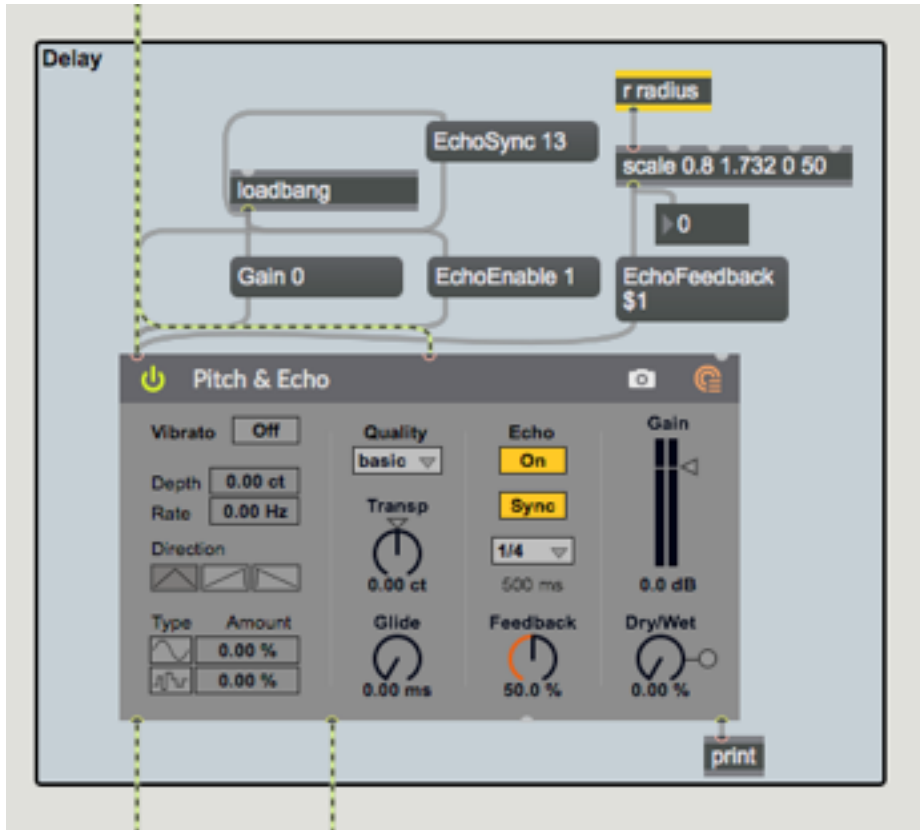 Delay
r radius
EchoSync 13
scale 0.8 1.732 0 50
loadbang
0
Gain 0
EchoEnable 1
EchoFeedback
$1
Pitch & Echo
Vibrato Off
Quality
Echo
Gain
basic
On
Depth 0.00 ct
Rate 0.00 Hz
Transp
Sync
Direction
1/4
0.00 ct
500 ms
0.0 dB
Type Amount
Glide
Feedback
Dry/Wet
0.00 %
0.00 %
0.00 ms
50.0 %
0.00 %
print